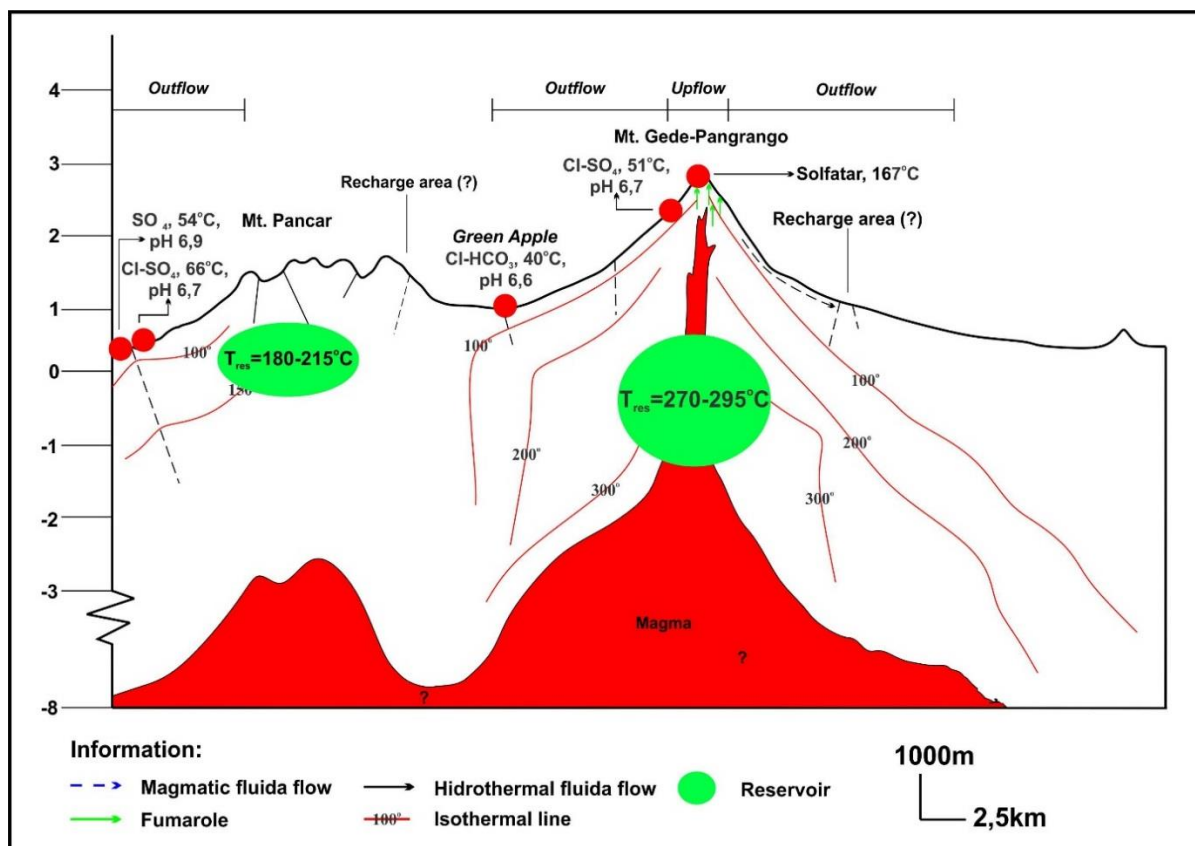 4
3
2
1
0
-1
-2
-3
-8
Outflow
Outflow
Upflow
Outflow
Mt. Gede-Pangrango
Cl-SO₄, 51°C,
pH 6,7
Solfatar, 167°C
Recharge area (?)
Recharge area (?)
SO₄, 54°C,
pH 6,9
Mt. Pancar
Cl-SO₄, 66°C,
pH 6,7
Green Apple
Cl-HCO₃, 40°C,
pH 6,6
100°
180
Tres=180-215°C
100°
200°
300°
Tres=270-295°C
100°
200°
300°
Magma
?
?
Information:
Magmatic fluida flow
Hidrothermal fluida flow
Reservoir
Fumarole
100° Isothermal line
1000m
2,5km